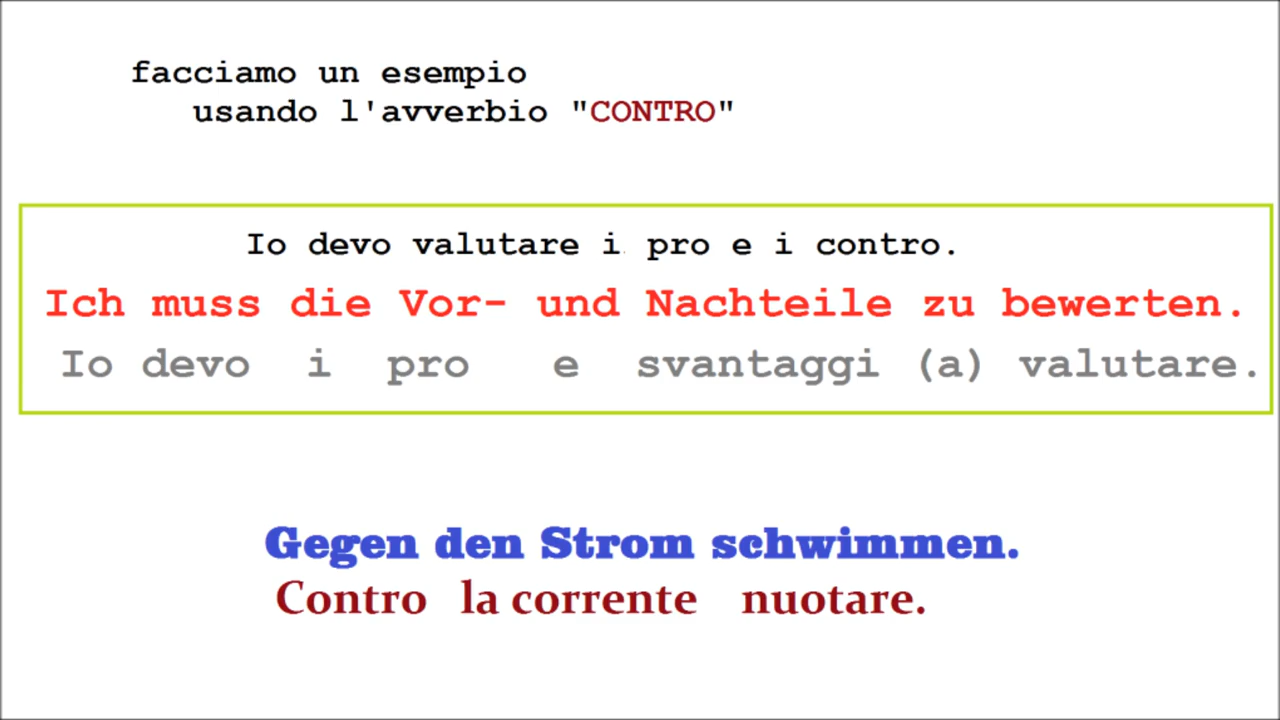 facciamo un esempio
usando l'avverbio "CONTRO"
Io devo valutare i pro e i contro.
Ich muss die Vor- und Nachteile zu bewerten.
Io devo i pro e svantaggi (a) valutare.
Gegen den Strom schwimmen.
Contro la corrente nuotare.